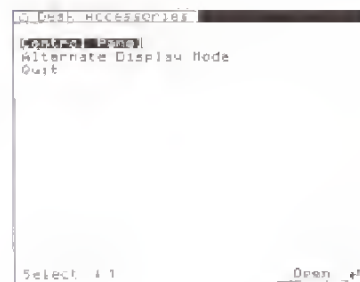 Desk Accessories
Control Panel
Alternate Display Mode
Quit
Select
Open